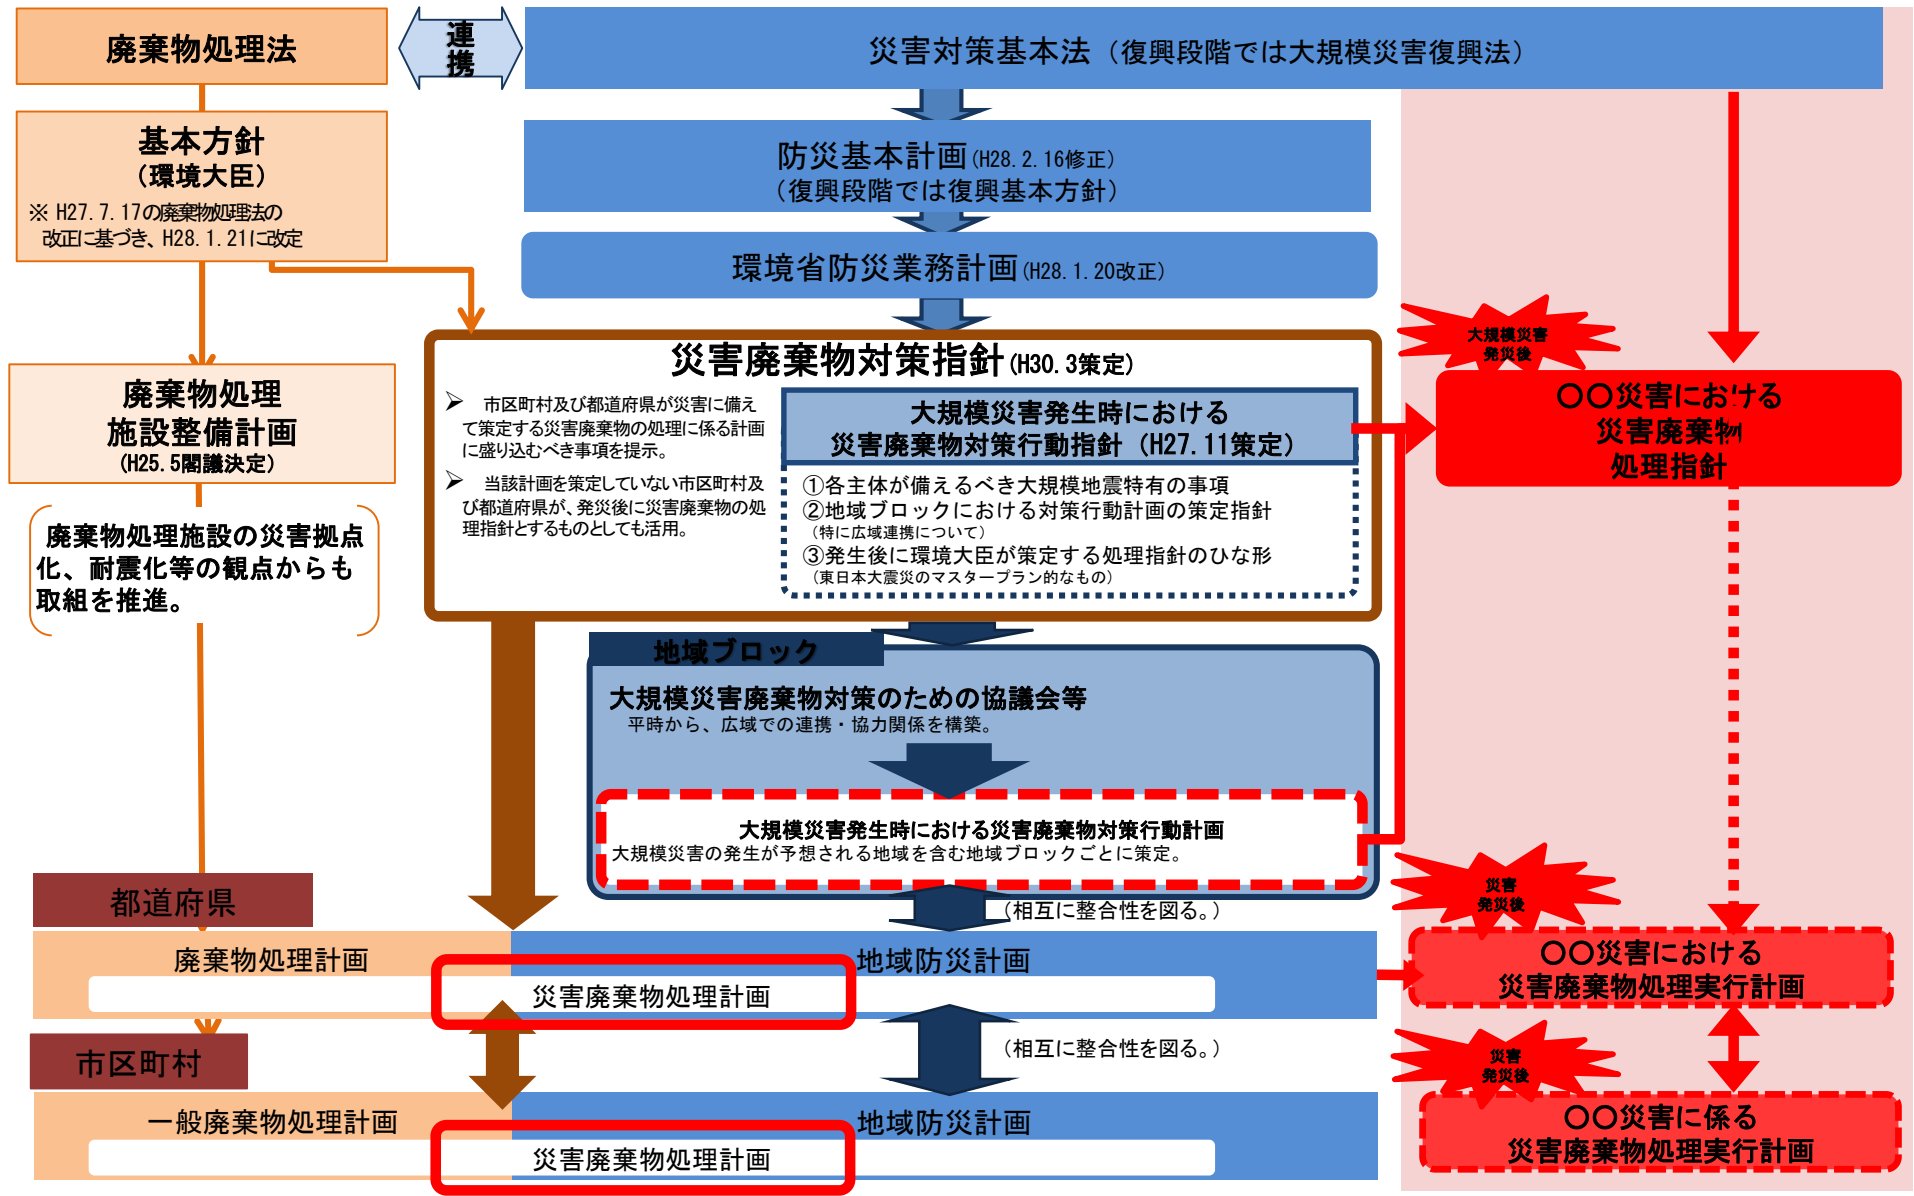 廃棄物処理法
連携
災害対策基本法（復興段階では大規模災害復興法）
基本方針
（環境大臣）
※ H27.7.17の廃棄物処理法の
改正に基づき、H28.1.21に改定
防災基本計画(H28.2.16修正)
（復興段階では復興基本方針）
環境省防災業務計画(H28.1.20改正)
廃棄物処理
施設整備計画
(H25.5閣議決定)
廃棄物処理施設の災害拠点
化、耐震化等の観点からも
取組を推進。
災害廃棄物対策指針(H30.3策定)
➢ 市区町村及び都道府県が災害に備え
て策定する災害廃棄物の処理に係る計画
に盛り込むべき事項を提示。
➢ 当該計画を策定していない市区町村及
び都道府県が、発災後に災害廃棄物の処
理指針とするものとしても活用。
大規模災害発生時における
災害廃棄物対策行動指針（H27.11策定）
①各主体が備えるべき大規模地震特有の事項
②地域ブロックにおける対策行動計画の策定指針
（特に広域連携について）
③発生後に環境大臣が策定する処理指針のひな形
（東日本大震災のマスタープラン的なもの）
大規模災害
発災後
〇〇災害における
災害廃棄物
処理指針
地域ブロック
大規模災害廃棄物対策のための協議会等
平時から、広域での連携・協力関係を構築。
大規模災害発生時における災害廃棄物対策行動計画
大規模災害の発生が予想される地域を含む地域ブロックごとに策定。
（相互に整合性を図る。）
都道府県
廃棄物処理計画
地域防災計画
災害廃棄物処理計画
災害
発災後
〇〇災害における
災害廃棄物処理実行計画
（相互に整合性を図る。）
市区町村
一般廃棄物処理計画
地域防災計画
災害廃棄物処理計画
災害
発災後
〇〇災害に係る
災害廃棄物処理実行計画